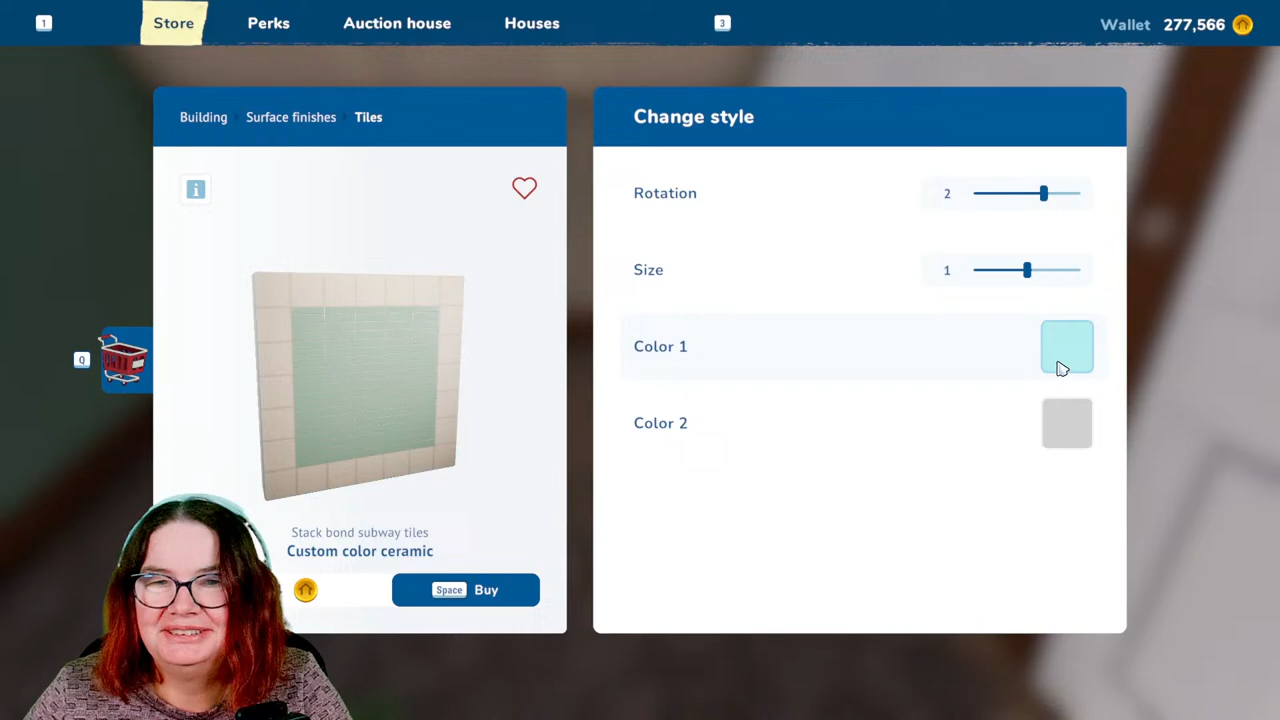 1
Store
Perks
Auction house
Houses
3
Wallet 277,566
Building Surface finishes Tiles
i
Q
Stack bond subway tiles
Custom color ceramic
Space Buy
Change style
Rotation 2
Size 1
Color 1
Color 2